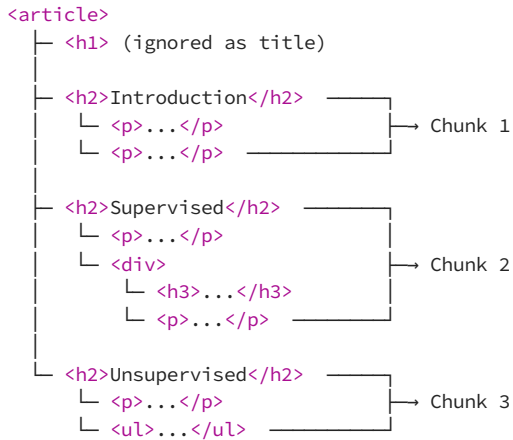 <article>
<h1> (ignored as title)
<h2>Introduction</h2>
<p>...</p> → Chunk 1
<p>...</p>
<h2>Supervised</h2>
<p>...</p>
<div> → Chunk 2
<h3>...</h3>
<p>...</p>
<h2>Unsupervised</h2>
<p>...</p> → Chunk 3
<ul>...</ul>